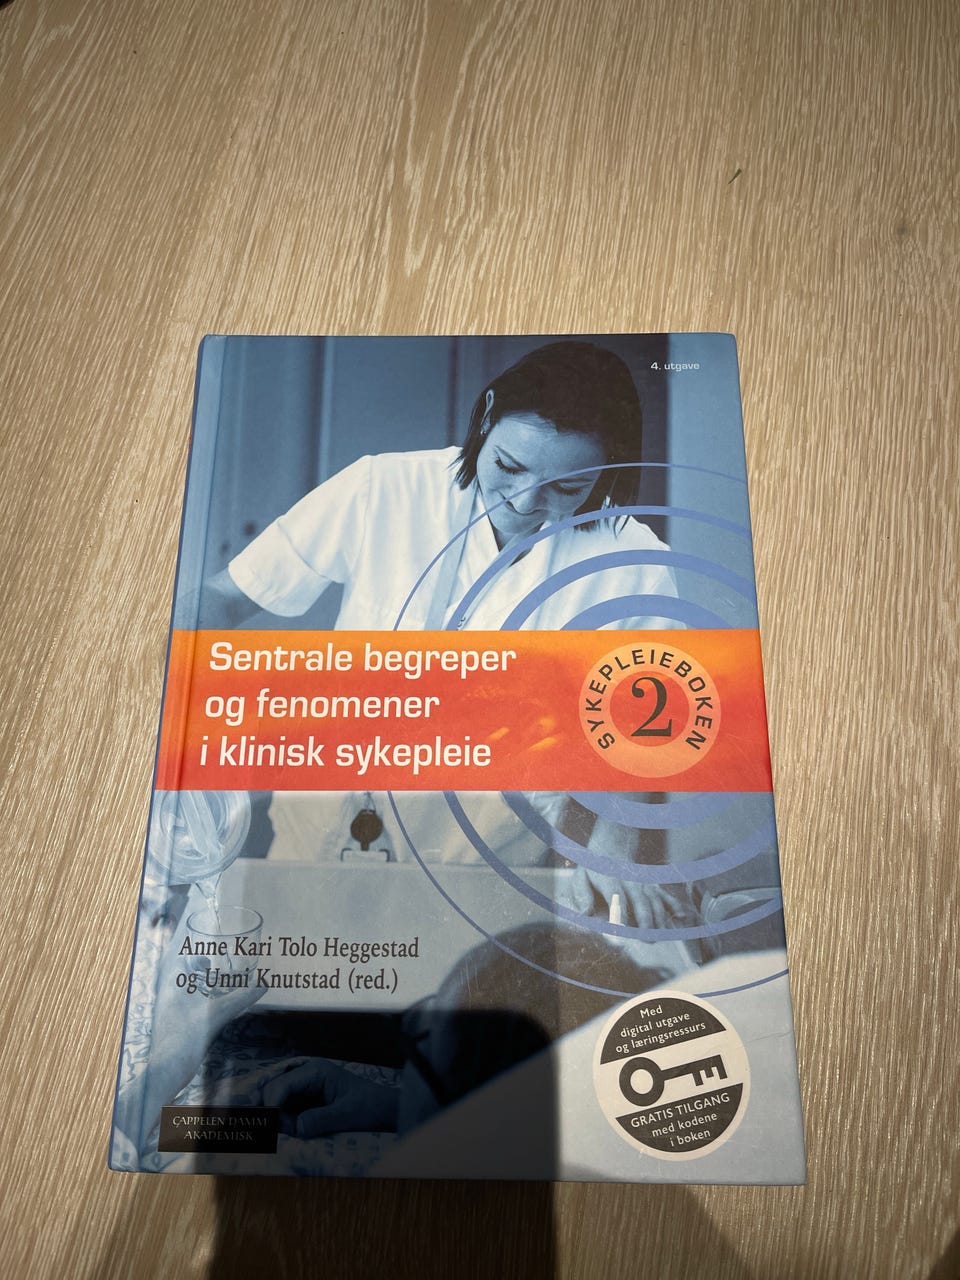 4. utgave
Sentrale begreper
og fenomener
i klinisk sykepleie
SYKEPLEIEBOKEN
2
Anne Kari Tolo Heggestad
og Unni Knutstad (red.)
Med
digital utgave
og læringsressurs
GRATIS TILGANG
med kodene
i boken
CAPPELEN DAMM
AKADEMISK